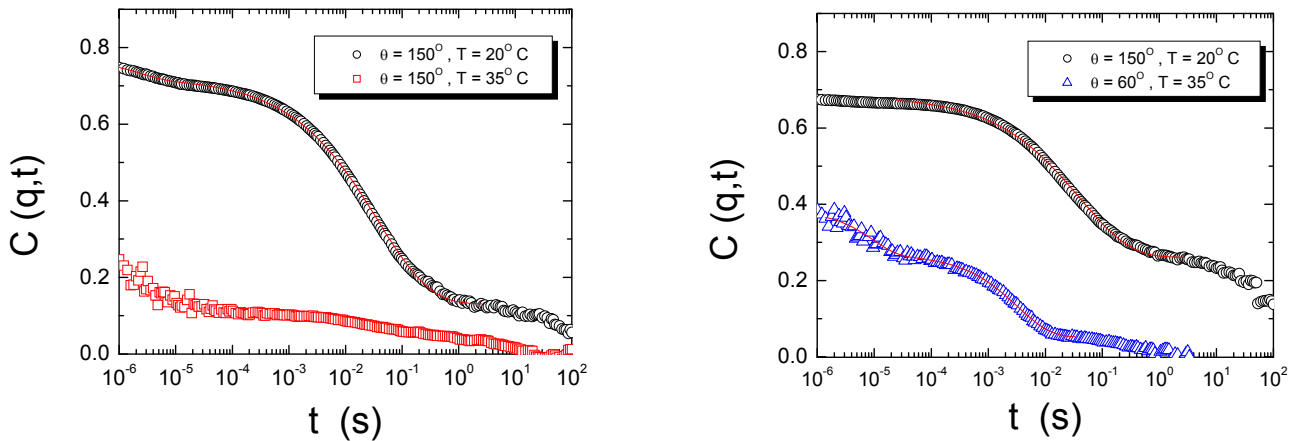 0.8
0.6
0.4
0.2
0.0
C (q,t)
θ = 150° , T = 20° C
θ = 150° , T = 35° C
10⁻⁶ 10⁻⁵ 10⁻⁴ 10⁻³ 10⁻² 10⁻¹ 10⁰ 10¹ 10²
t (s)
0.8
0.6
0.4
0.2
0.0
C (q,t)
θ = 150° , T = 20° C
θ = 60° , T = 35° C
10⁻⁶ 10⁻⁵ 10⁻⁴ 10⁻³ 10⁻² 10⁻¹ 10⁰ 10¹ 10²
t (s)